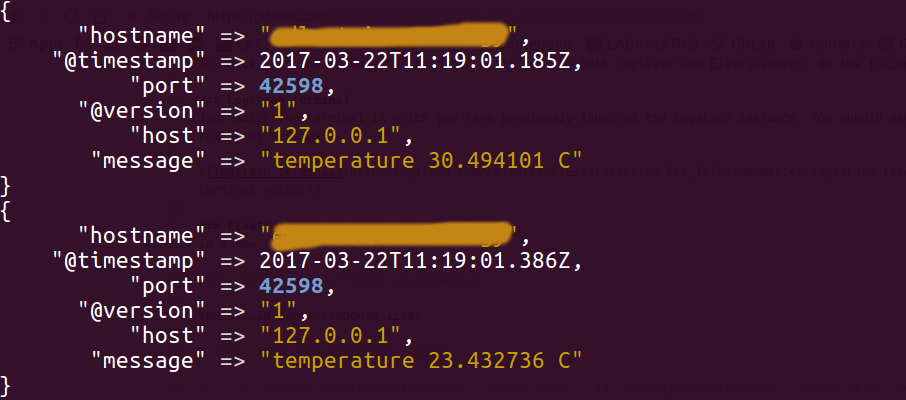 {
"hostname" => "",
"@timestamp" => 2017-03-22T11:19:01.185Z,
"port" => 42598,
"@version" => "1",
"host" => "127.0.0.1",
"message" => "temperature 30.494101 C"
}
{
"hostname" => ",
"@timestamp" => 2017-03-22T11:19:01.386Z,
"port" => 42598,
"@version" => "1",
"host" => "127.0.0.1",
"message" => "temperature 23.432736 C"
}